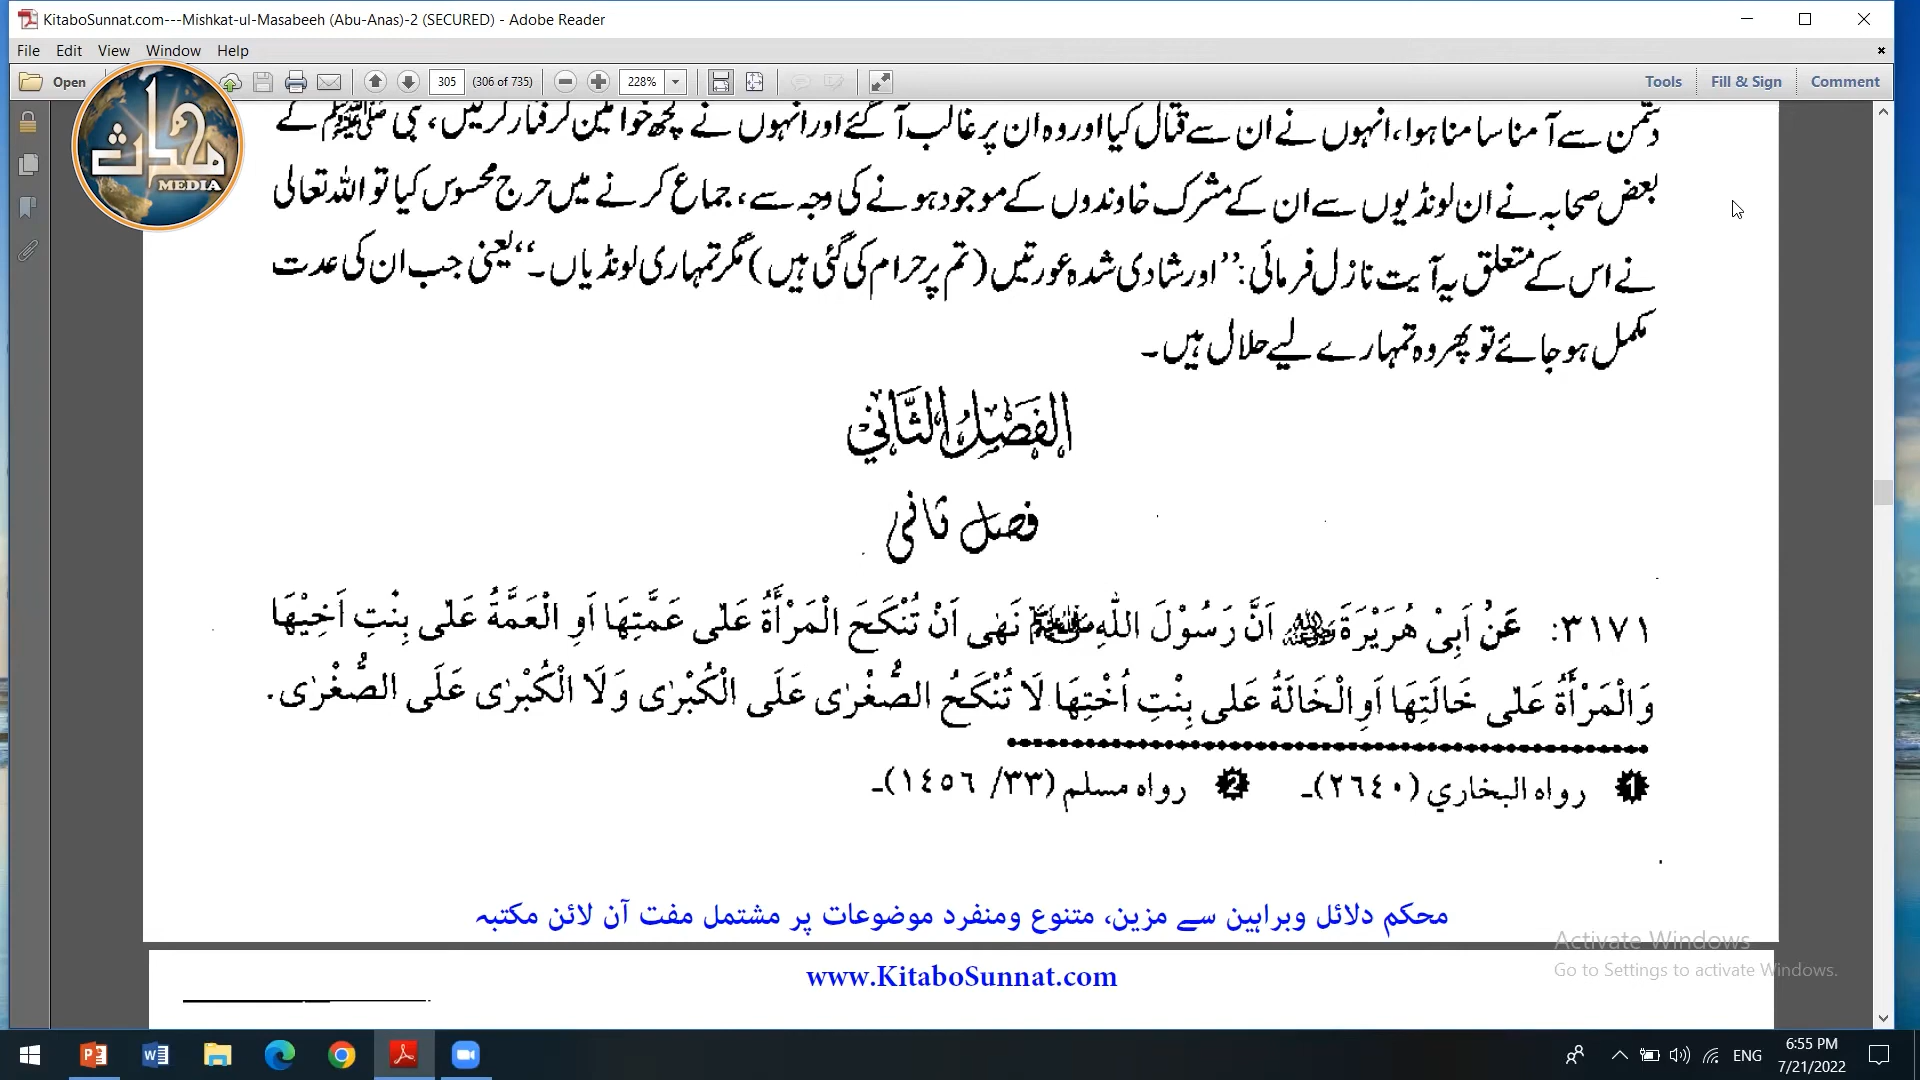 KitaboSunnat.com---Mishkat-ul-Masabeeh (Abu-Anas)-2 (SECURED) - Adobe Reader
File Edit View Window Help
Open 305 (306 of 735) 228% Tools Fill & Sign Comment
محدث
MEDIA
دشمن سے آمنا سامنا ہوا، انہوں نے ان سے قتال کیا اور وہ ان پر غالب آ گئے اور انہوں نے کچھ خواتین گرفتار کر لیں، نبی ﷺ کے
بعض صحابہ نے ان لونڈیوں سے ان کے مشرک خاوندوں کے موجود ہونے کی وجہ سے، جماع کرنے میں حرج محسوس کیا تو اللہ تعالیٰ
نے اس کے متعلق یہ آیت نازل فرمائی: ’’اور شادی شدہ عورتیں (تم پر حرام کی گئی ہیں) مگر تمہاری لونڈیاں۔‘‘ یعنی جب ان کی عدت
مکمل ہو جائے تو پھر وہ تمہارے لیے حلال ہیں۔
الْفَصْلُ الثَّانِيْ
فصل ثانی
٣١٧١: عَنْ اَبِیْ هُرَيْرَةَ رضی اللہ عنہ اَنَّ رَسُوْلَ اللّٰهِ ﷺ نَهٰى اَنْ تُنْكَحَ الْمَرْأَةُ عَلٰى عَمَّتِهَا اَوِ الْعَمَّةُ عَلٰى بِنْتِ اَخِيْهَا
وَالْمَرْأَةُ عَلٰى خَالَتِهَا اَوِالْخَالَةُ عَلٰى بِنْتِ اُخْتِهَا لَا تُنْكَحُ الصُّغْرٰى عَلَى الْكُبْرٰى وَلَا الْكُبْرٰى عَلَى الصُّغْرٰى.
1 رواه البخاري (٢٦٤٠)۔ 2 رواه مسلم (٣٣/ ١٤٥٦)۔
محکم دلائل وبراہین سے مزین، متنوع ومنفرد موضوعات پر مشتمل مفت آن لائن مکتبہ
Activate Windows
Go to Settings to activate Windows.
www.KitaboSunnat.com
ENG
6:55 PM
7/21/2022